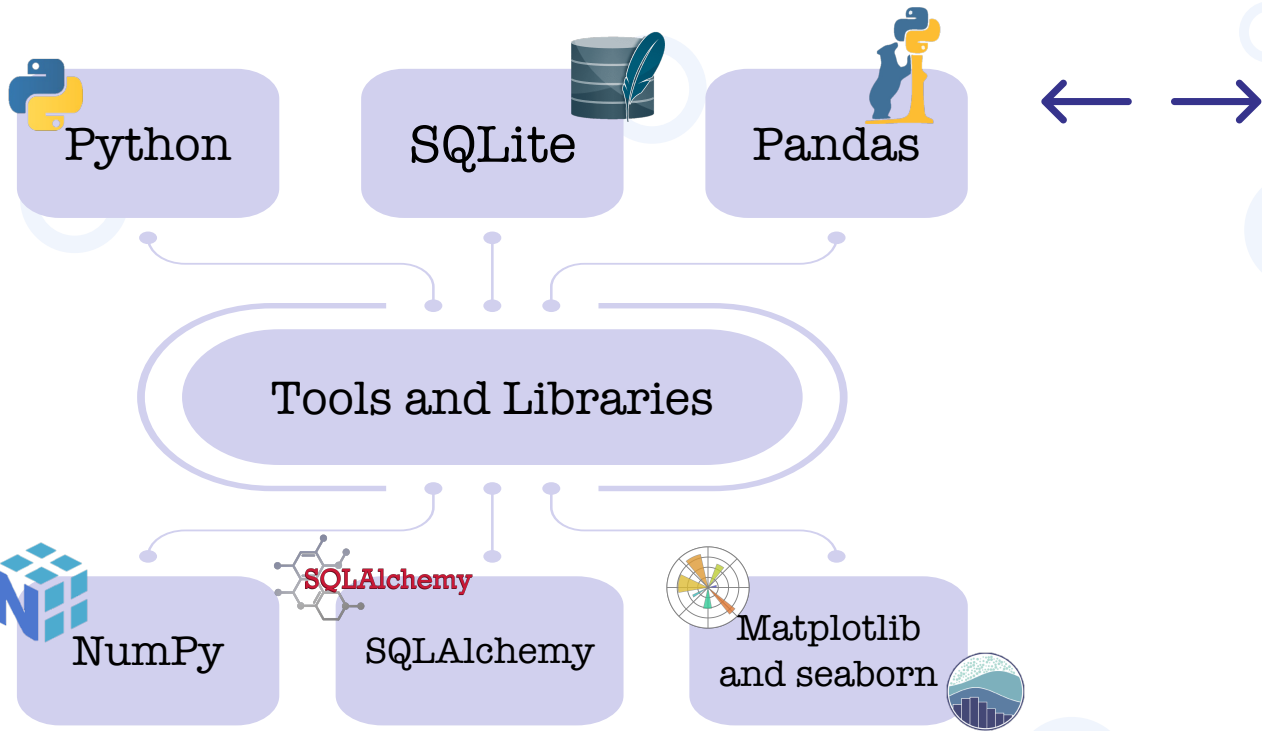 Python
SQLite
Pandas
Tools and Libraries
SQLAlchemy
NumPy
SQLAlchemy
Matplotlib
and seaborn